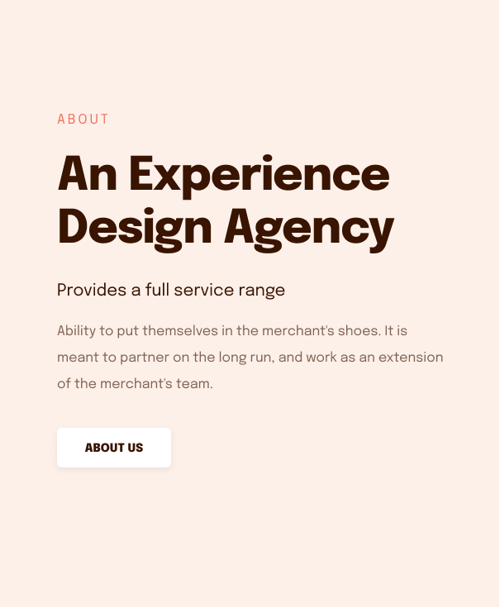 ABOUT
An Experience
Design Agency
Provides a full service range
Ability to put themselves in the merchant's shoes. It is
meant to partner on the long run, and work as an extension
of the merchant's team.
ABOUT US